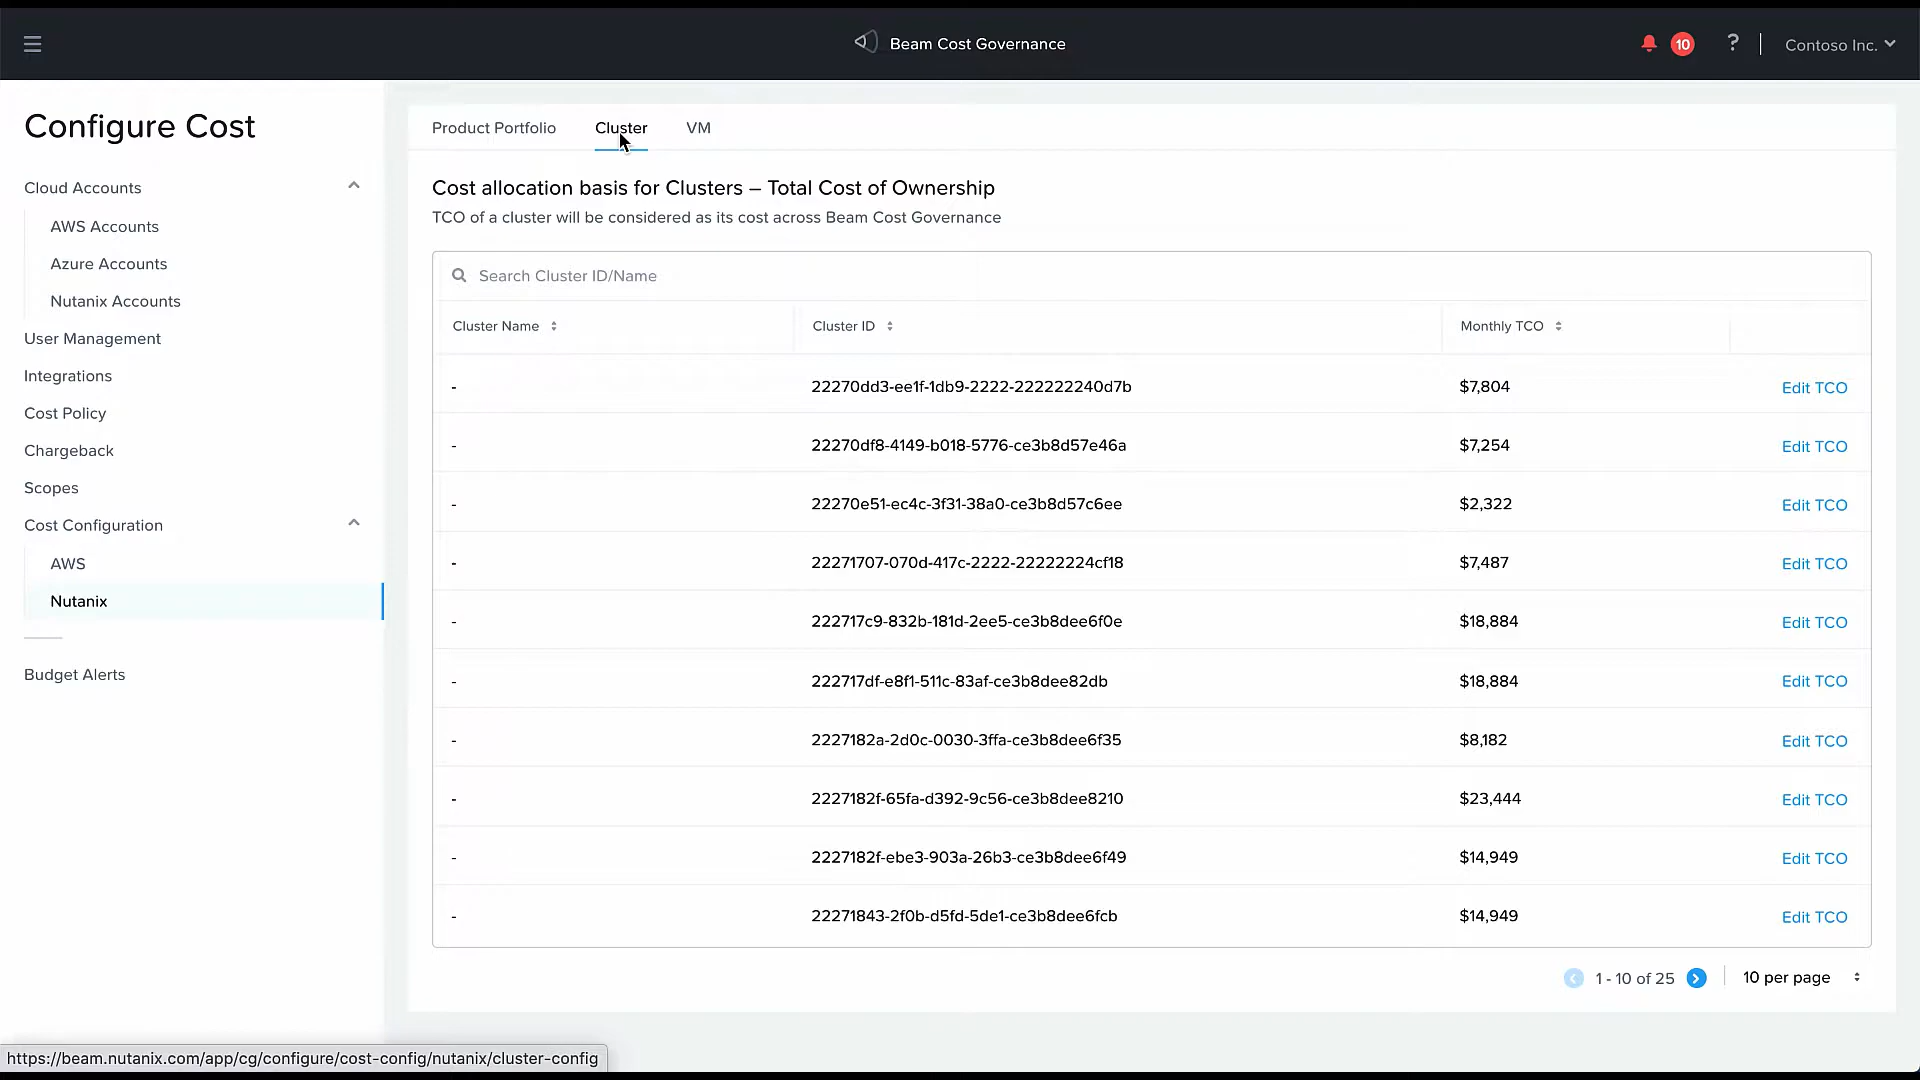 Beam Cost Governance
10
?
Contoso Inc.
Configure Cost
Cloud Accounts
AWS Accounts
Azure Accounts
Nutanix Accounts
User Management
Integrations
Cost Policy
Chargeback
Scopes
Cost Configuration
AWS
Nutanix
Budget Alerts
Product Portfolio Cluster VM
Cost allocation basis for Clusters – Total Cost of Ownership
TCO of a cluster will be considered as its cost across Beam Cost Governance
Search Cluster ID/Name
Cluster Name Cluster ID Monthly TCO
- 22270dd3-ee1f-1db9-2222-222222240d7b $7,804 Edit TCO
- 22270df8-4149-b018-5776-ce3b8d57e46a $7,254 Edit TCO
- 22270e51-ec4c-3f31-38a0-ce3b8d57c6ee $2,322 Edit TCO
- 22271707-070d-417c-2222-22222224cf18 $7,487 Edit TCO
- 222717c9-832b-181d-2ee5-ce3b8dee6f0e $18,884 Edit TCO
- 222717df-e8f1-511c-83af-ce3b8dee82db $18,884 Edit TCO
- 2227182a-2d0c-0030-3ffa-ce3b8dee6f35 $8,182 Edit TCO
- 2227182f-65fa-d392-9c56-ce3b8dee8210 $23,444 Edit TCO
- 2227182f-ebe3-903a-26b3-ce3b8dee6f49 $14,949 Edit TCO
- 22271843-2f0b-d5fd-5de1-ce3b8dee6fcb $14,949 Edit TCO
1 - 10 of 25 10 per page
https://beam.nutanix.com/app/cg/configure/cost-config/nutanix/cluster-config